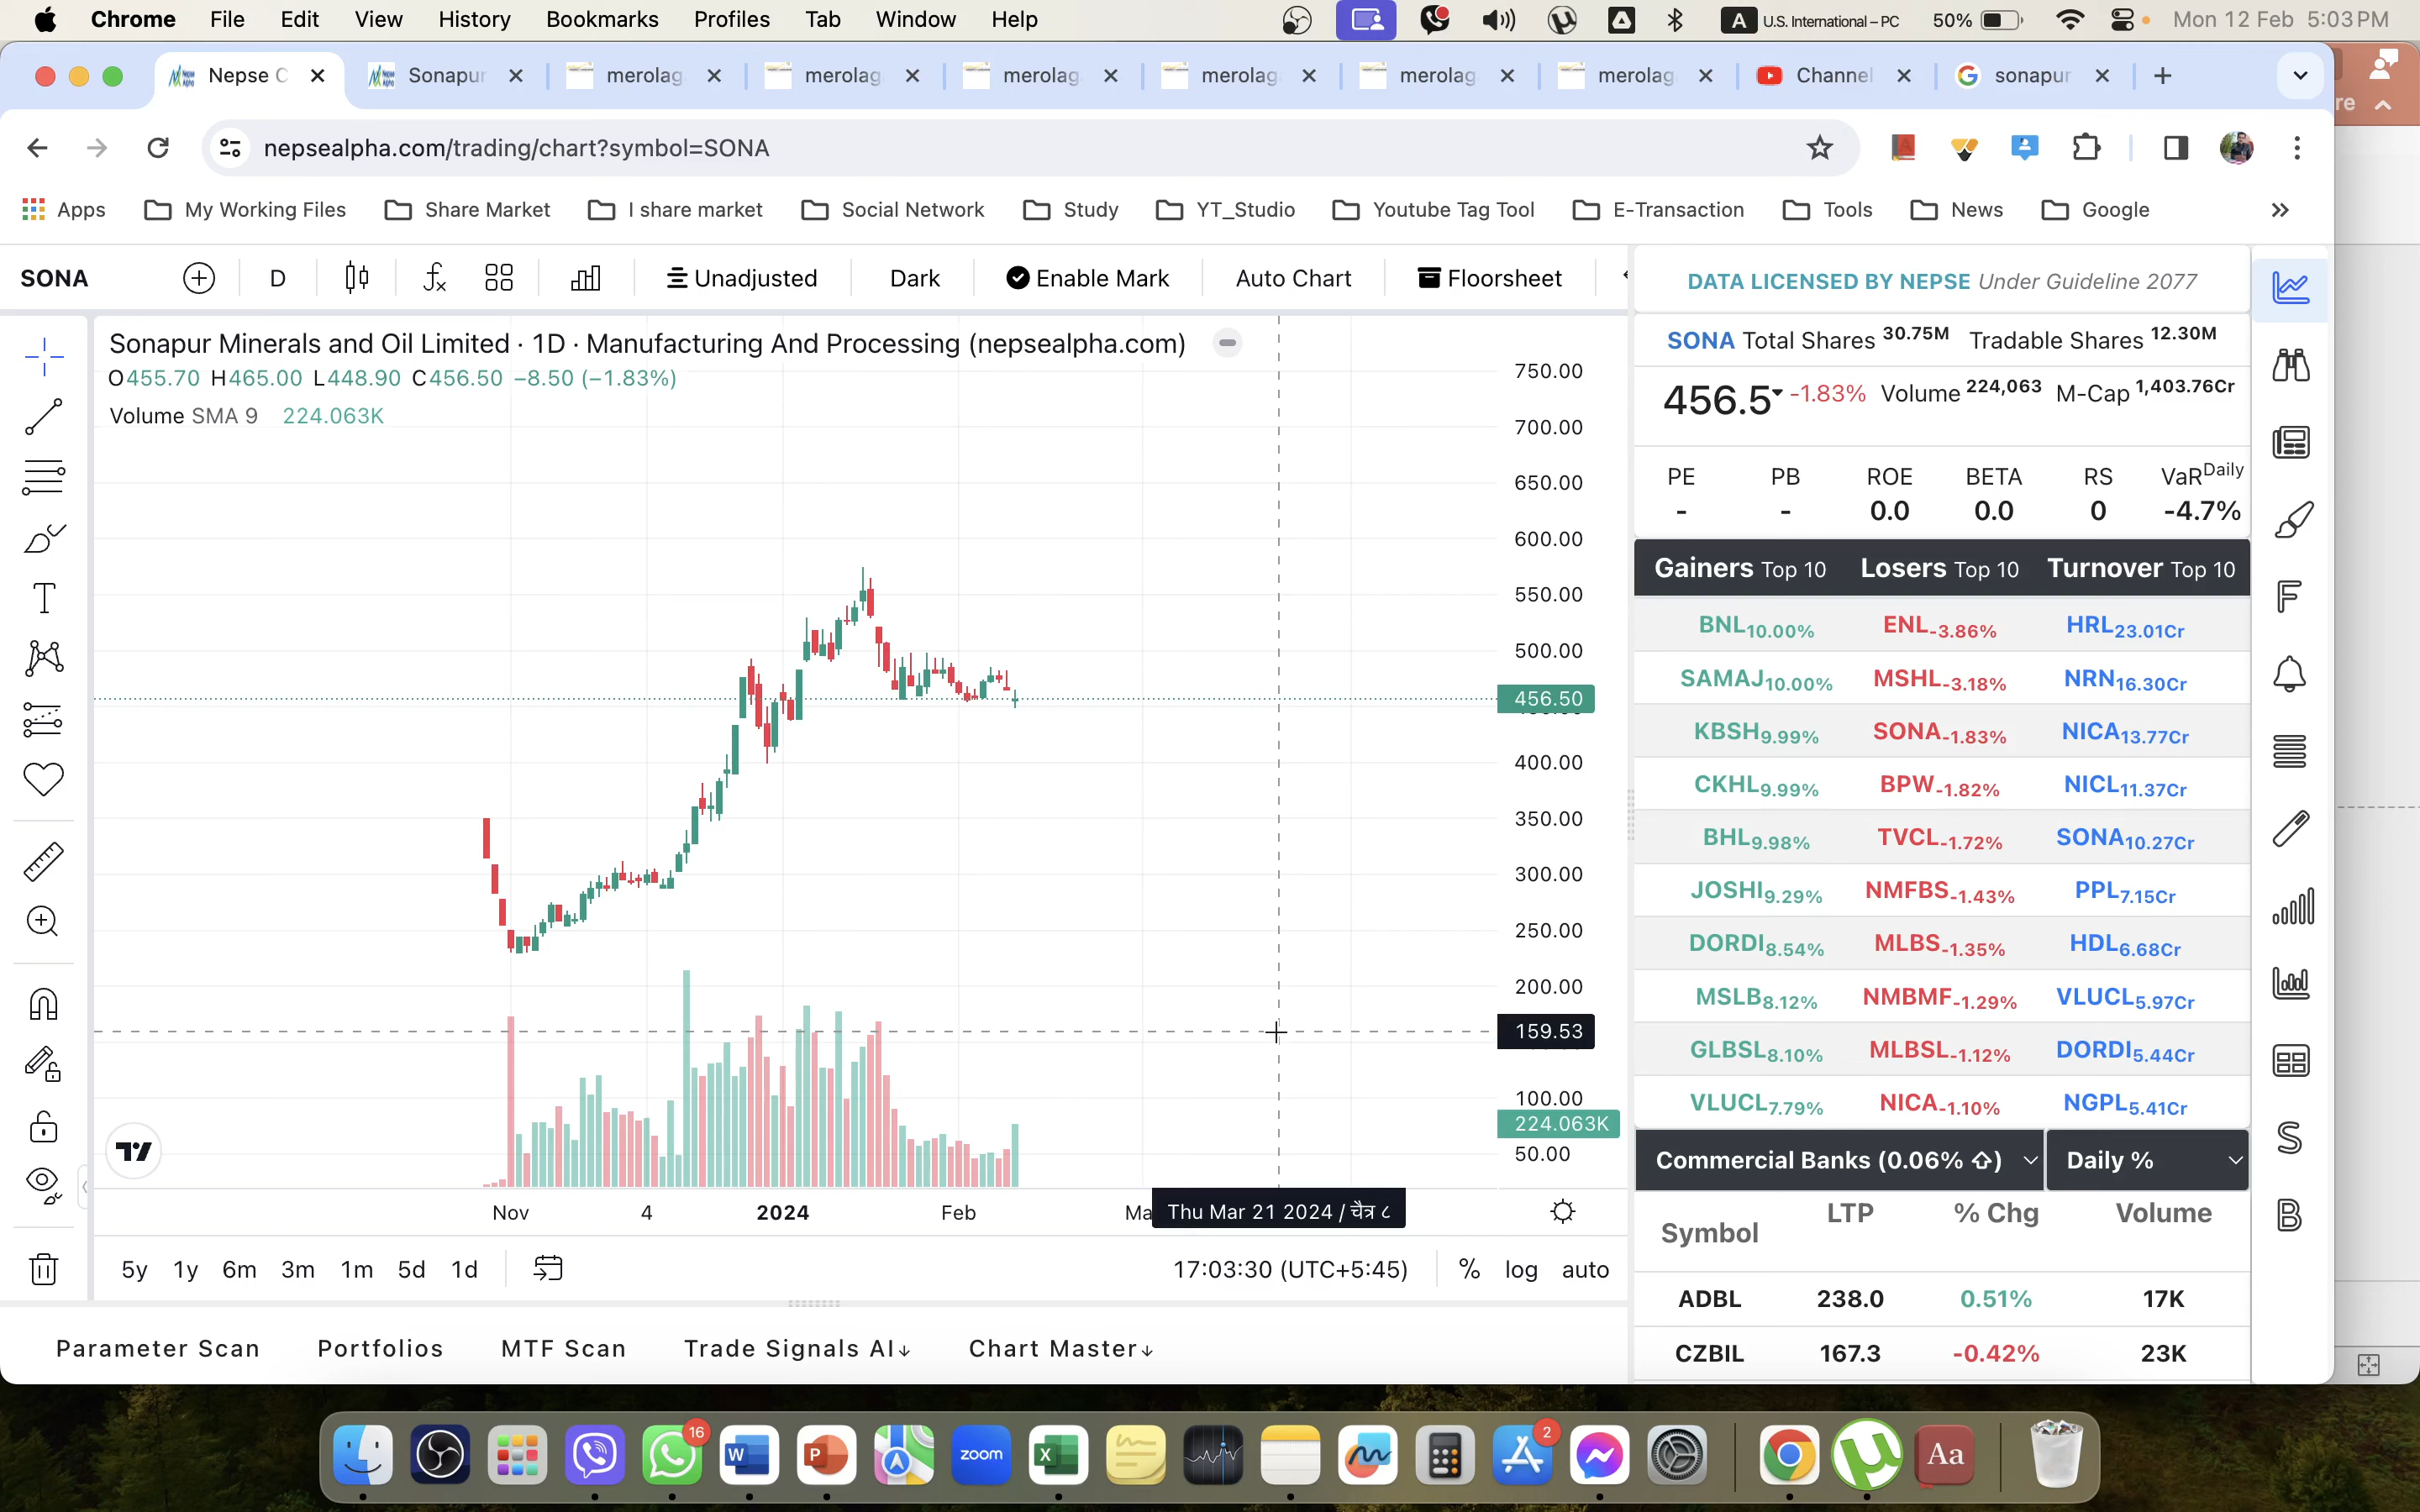 Chrome File Edit View History Bookmarks Profiles Tab Window Help A U.S. International – PC 50% Mon 12 Feb 5:03 PM
Nepse C Sonapur merolag merolag merolag merolag merolag merolag Channel sonapur
nepsealpha.com/trading/chart?symbol=SONA
Apps My Working Files Share Market I share market Social Network Study YT_Studio Youtube Tag Tool E-Transaction Tools News Google
SONA D Unadjusted Dark Enable Mark Auto Chart Floorsheet
Sonapur Minerals and Oil Limited · 1D · Manufacturing And Processing (nepsealpha.com)
O455.70 H465.00 L448.90 C456.50 −8.50 (−1.83%)
Volume SMA 9 224.063K
750.00
700.00
650.00
600.00
550.00
500.00
456.50
400.00
350.00
300.00
250.00
200.00
159.53
100.00
224.063K
50.00
Nov 4 2024 Feb Ma Thu Mar 21 2024 / चैत्र ८
5y 1y 6m 3m 1m 5d 1d 17:03:30 (UTC+5:45) % log auto
Parameter Scan Portfolios MTF Scan Trade Signals AI↓ Chart Master↓
DATA LICENSED BY NEPSE Under Guideline 2077
SONA Total Shares 30.75M Tradable Shares 12.30M
456.5 -1.83% Volume 224,063 M-Cap 1,403.76Cr
PE PB ROE BETA RS VaR Daily
- - 0.0 0.0 0 -4.7%
Gainers Top 10 Losers Top 10 Turnover Top 10
BNL10.00% ENL-3.86% HRL23.01Cr
SAMAJ10.00% MSHL-3.18% NRN16.30Cr
KBSH9.99% SONA-1.83% NICA13.77Cr
CKHL9.99% BPW-1.82% NICL11.37Cr
BHL9.98% TVCL-1.72% SONA10.27Cr
JOSHI9.29% NMFBS-1.43% PPL7.15Cr
DORDI8.54% MLBS-1.35% HDL6.68Cr
MSLB8.12% NMBMF-1.29% VLUCL5.97Cr
GLBSL8.10% MLBSL-1.12% DORDI5.44Cr
VLUCL7.79% NICA-1.10% NGPL5.41Cr
Commercial Banks (0.06% ) Daily %
Symbol LTP % Chg Volume
ADBL 238.0 0.51% 17K
CZBIL 167.3 -0.42% 23K
F
S
B
re
16 W P zoom X 2 Aa